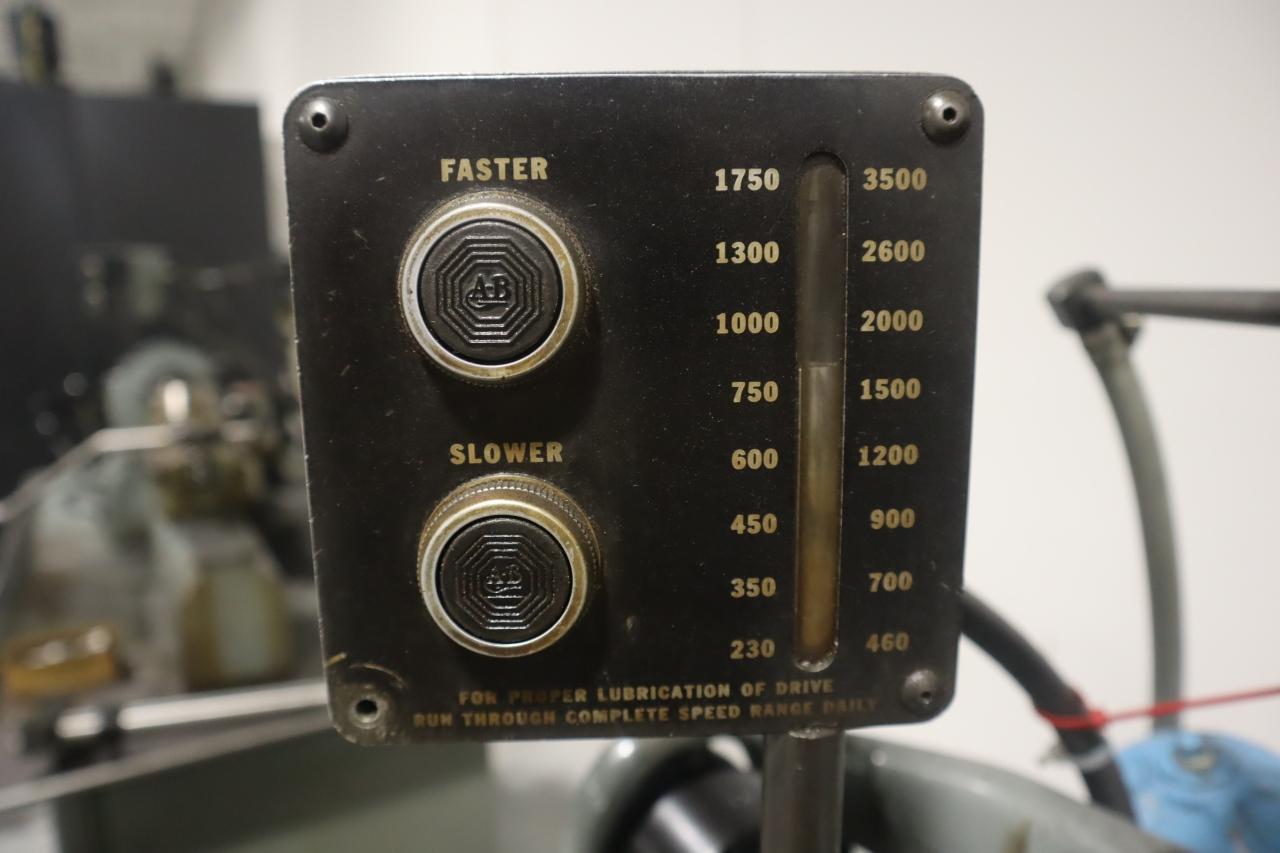 FASTER
A-B
SLOWER
A-B
1750 3500
1300 2600
1000 2000
750 1500
600 1200
450 900
350 700
230 460
FOR PROPER LUBRICATION OF DRIVE
RUN THROUGH COMPLETE SPEED RANGE DAILY